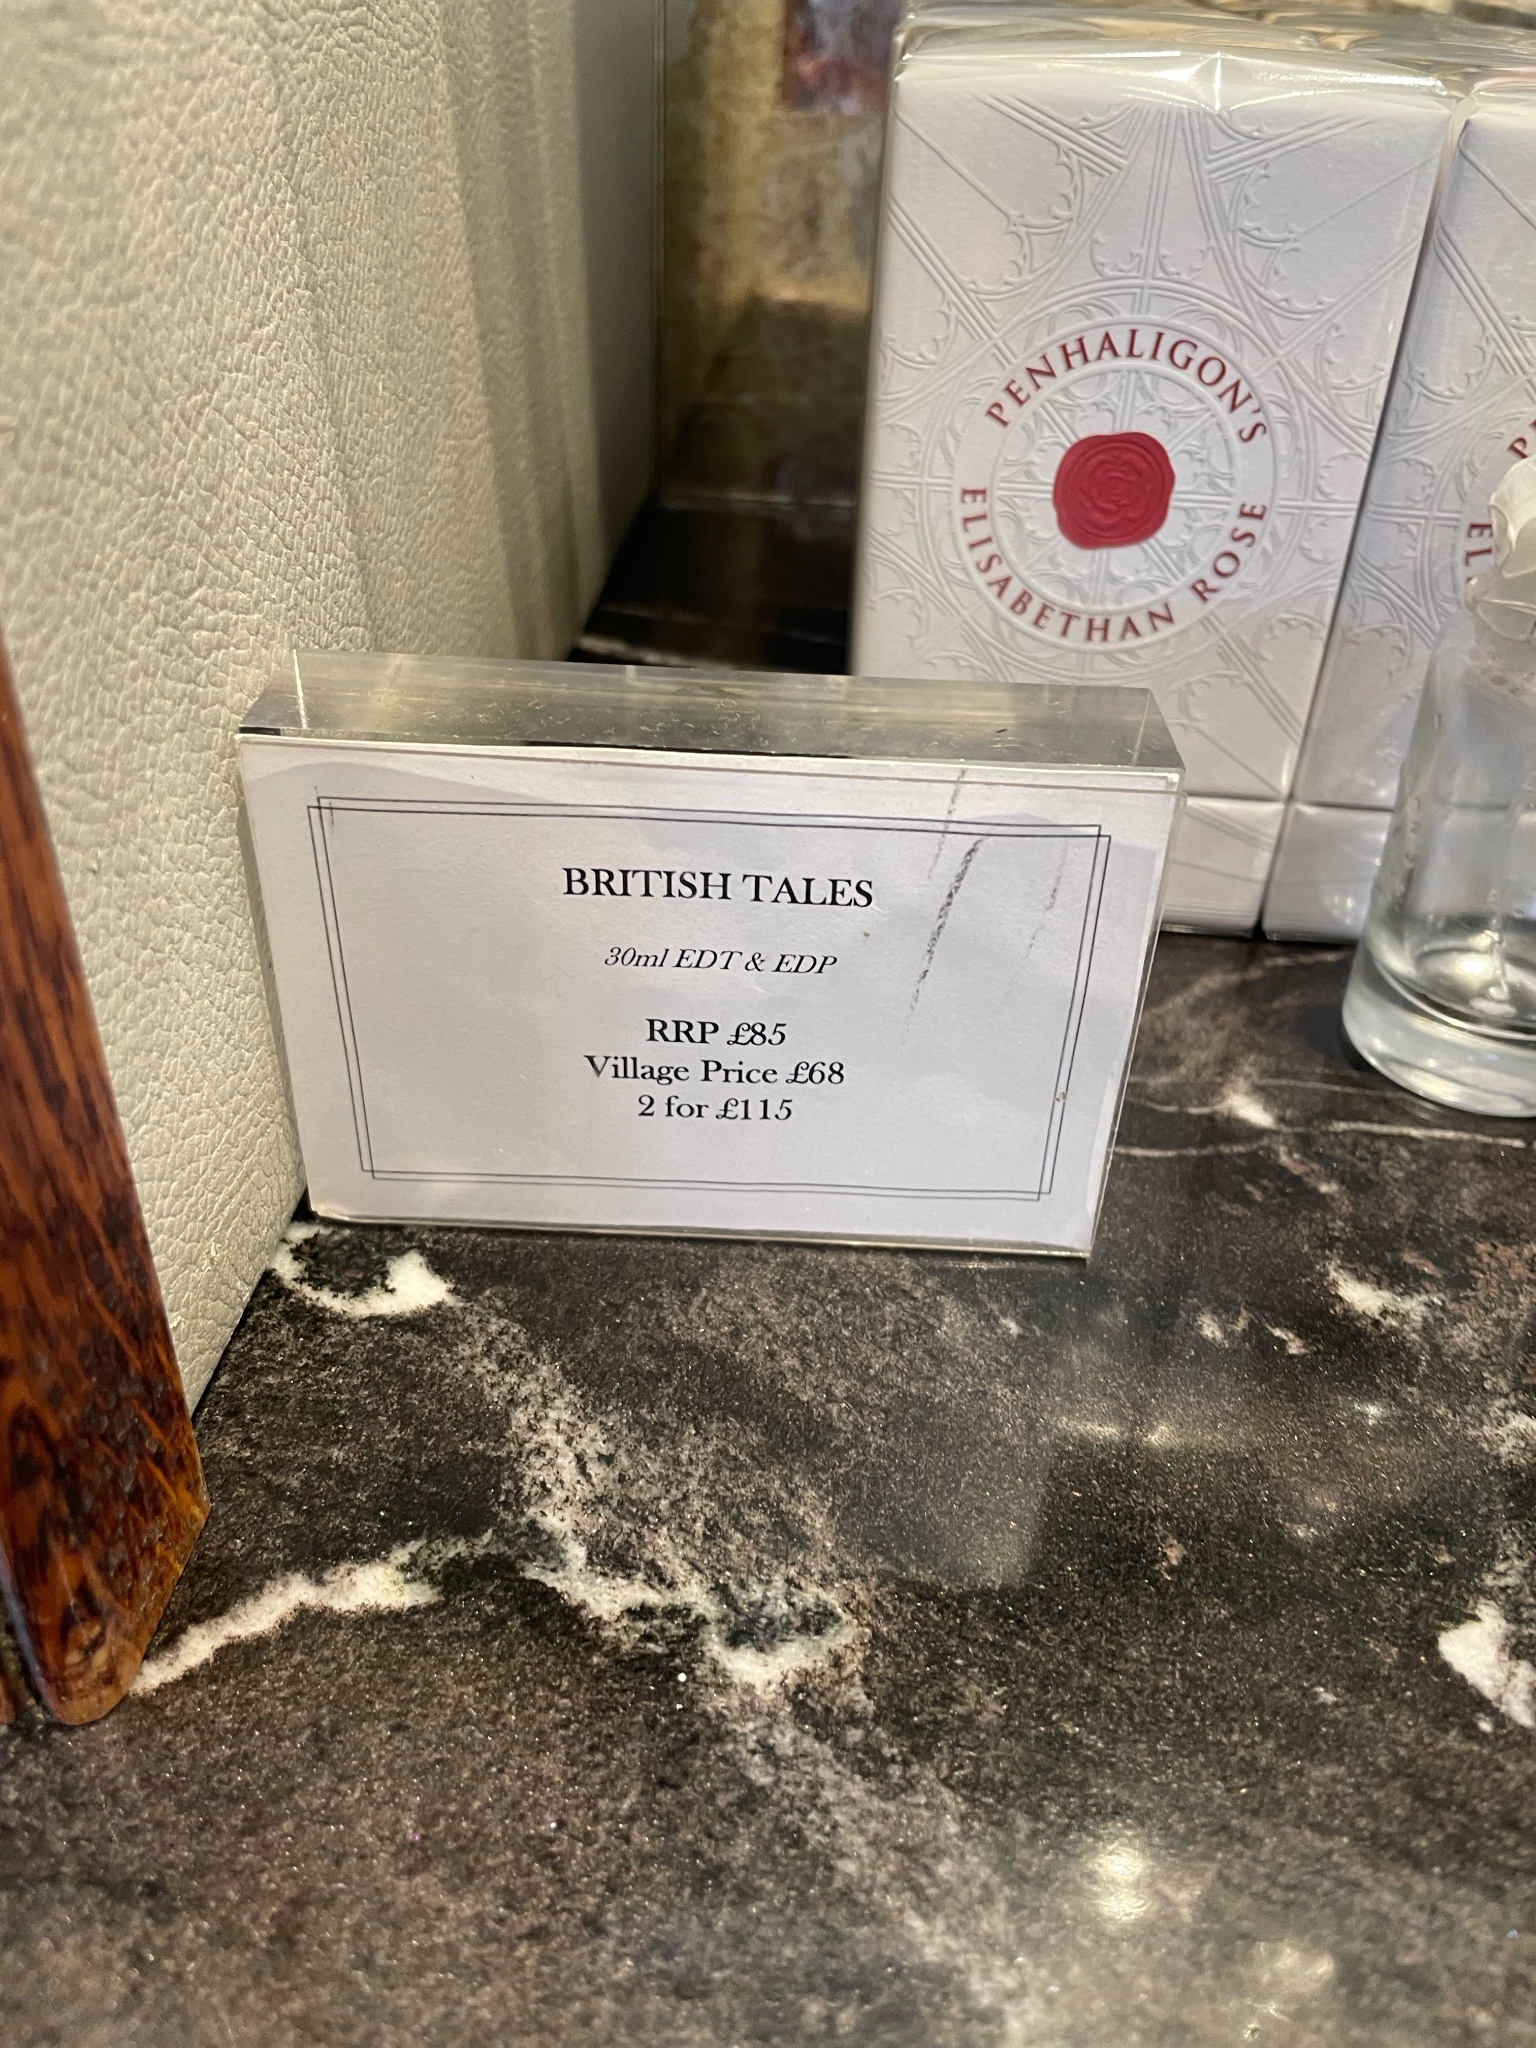 PENHALIGON'S
ELISABETHAN ROSE
BRITISH TALES
30ml EDT & EDP
RRP £85
Village Price £68
2 for £115